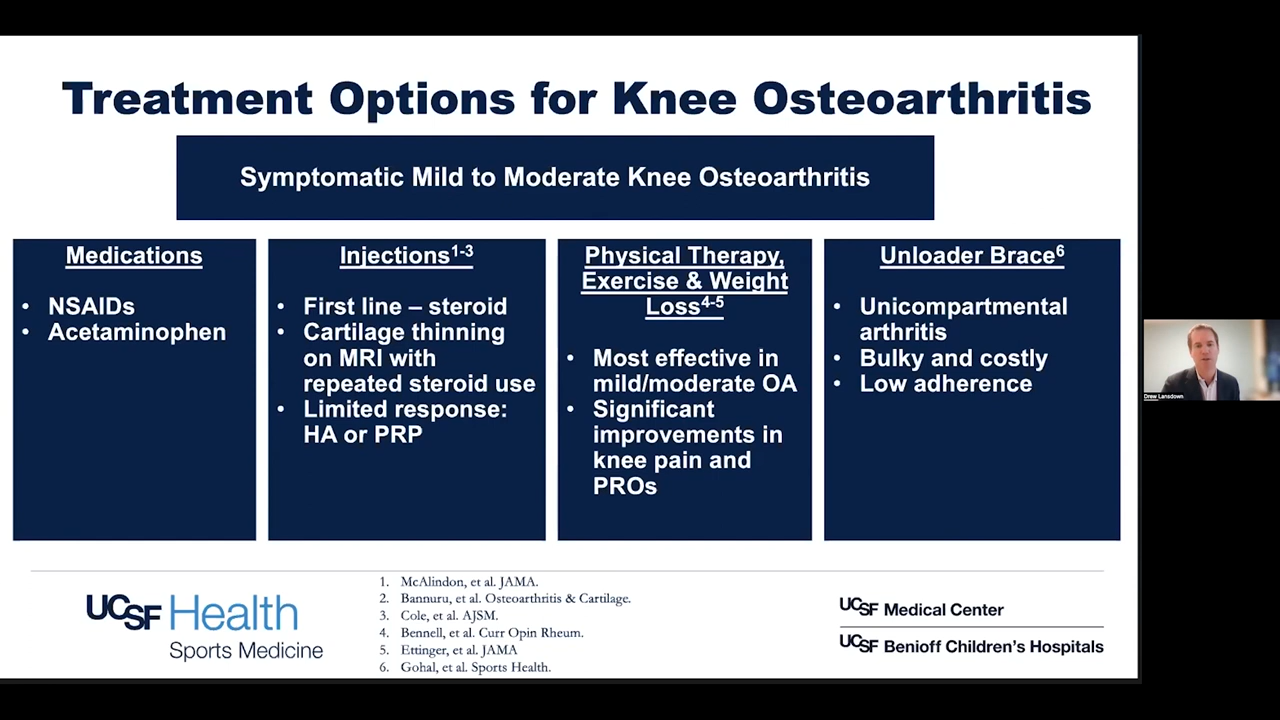 Treatment Options for Knee Osteoarthritis
Symptomatic Mild to Moderate Knee Osteoarthritis
Medications
• NSAIDs
• Acetaminophen
Injections1-3
• First line – steroid
• Cartilage thinning
on MRI with
repeated steroid use
• Limited response:
HA or PRP
Physical Therapy,
Exercise & Weight
Loss4-5
• Most effective in
mild/moderate OA
• Significant
improvements in
knee pain and
PROs
Unloader Brace6
• Unicompartmental
arthritis
• Bulky and costly
• Low adherence
Drew Lansdown
UCSF Health
Sports Medicine
1. McAlindon, et al. JAMA.
2. Bannuru, et al. Osteoarthritis & Cartilage.
3. Cole, et al. AJSM.
4. Bennell, et al. Curr Opin Rheum.
5. Ettinger, et al. JAMA
6. Gohal, et al. Sports Health.
UCSF Medical Center
UCSF Benioff Children's Hospitals